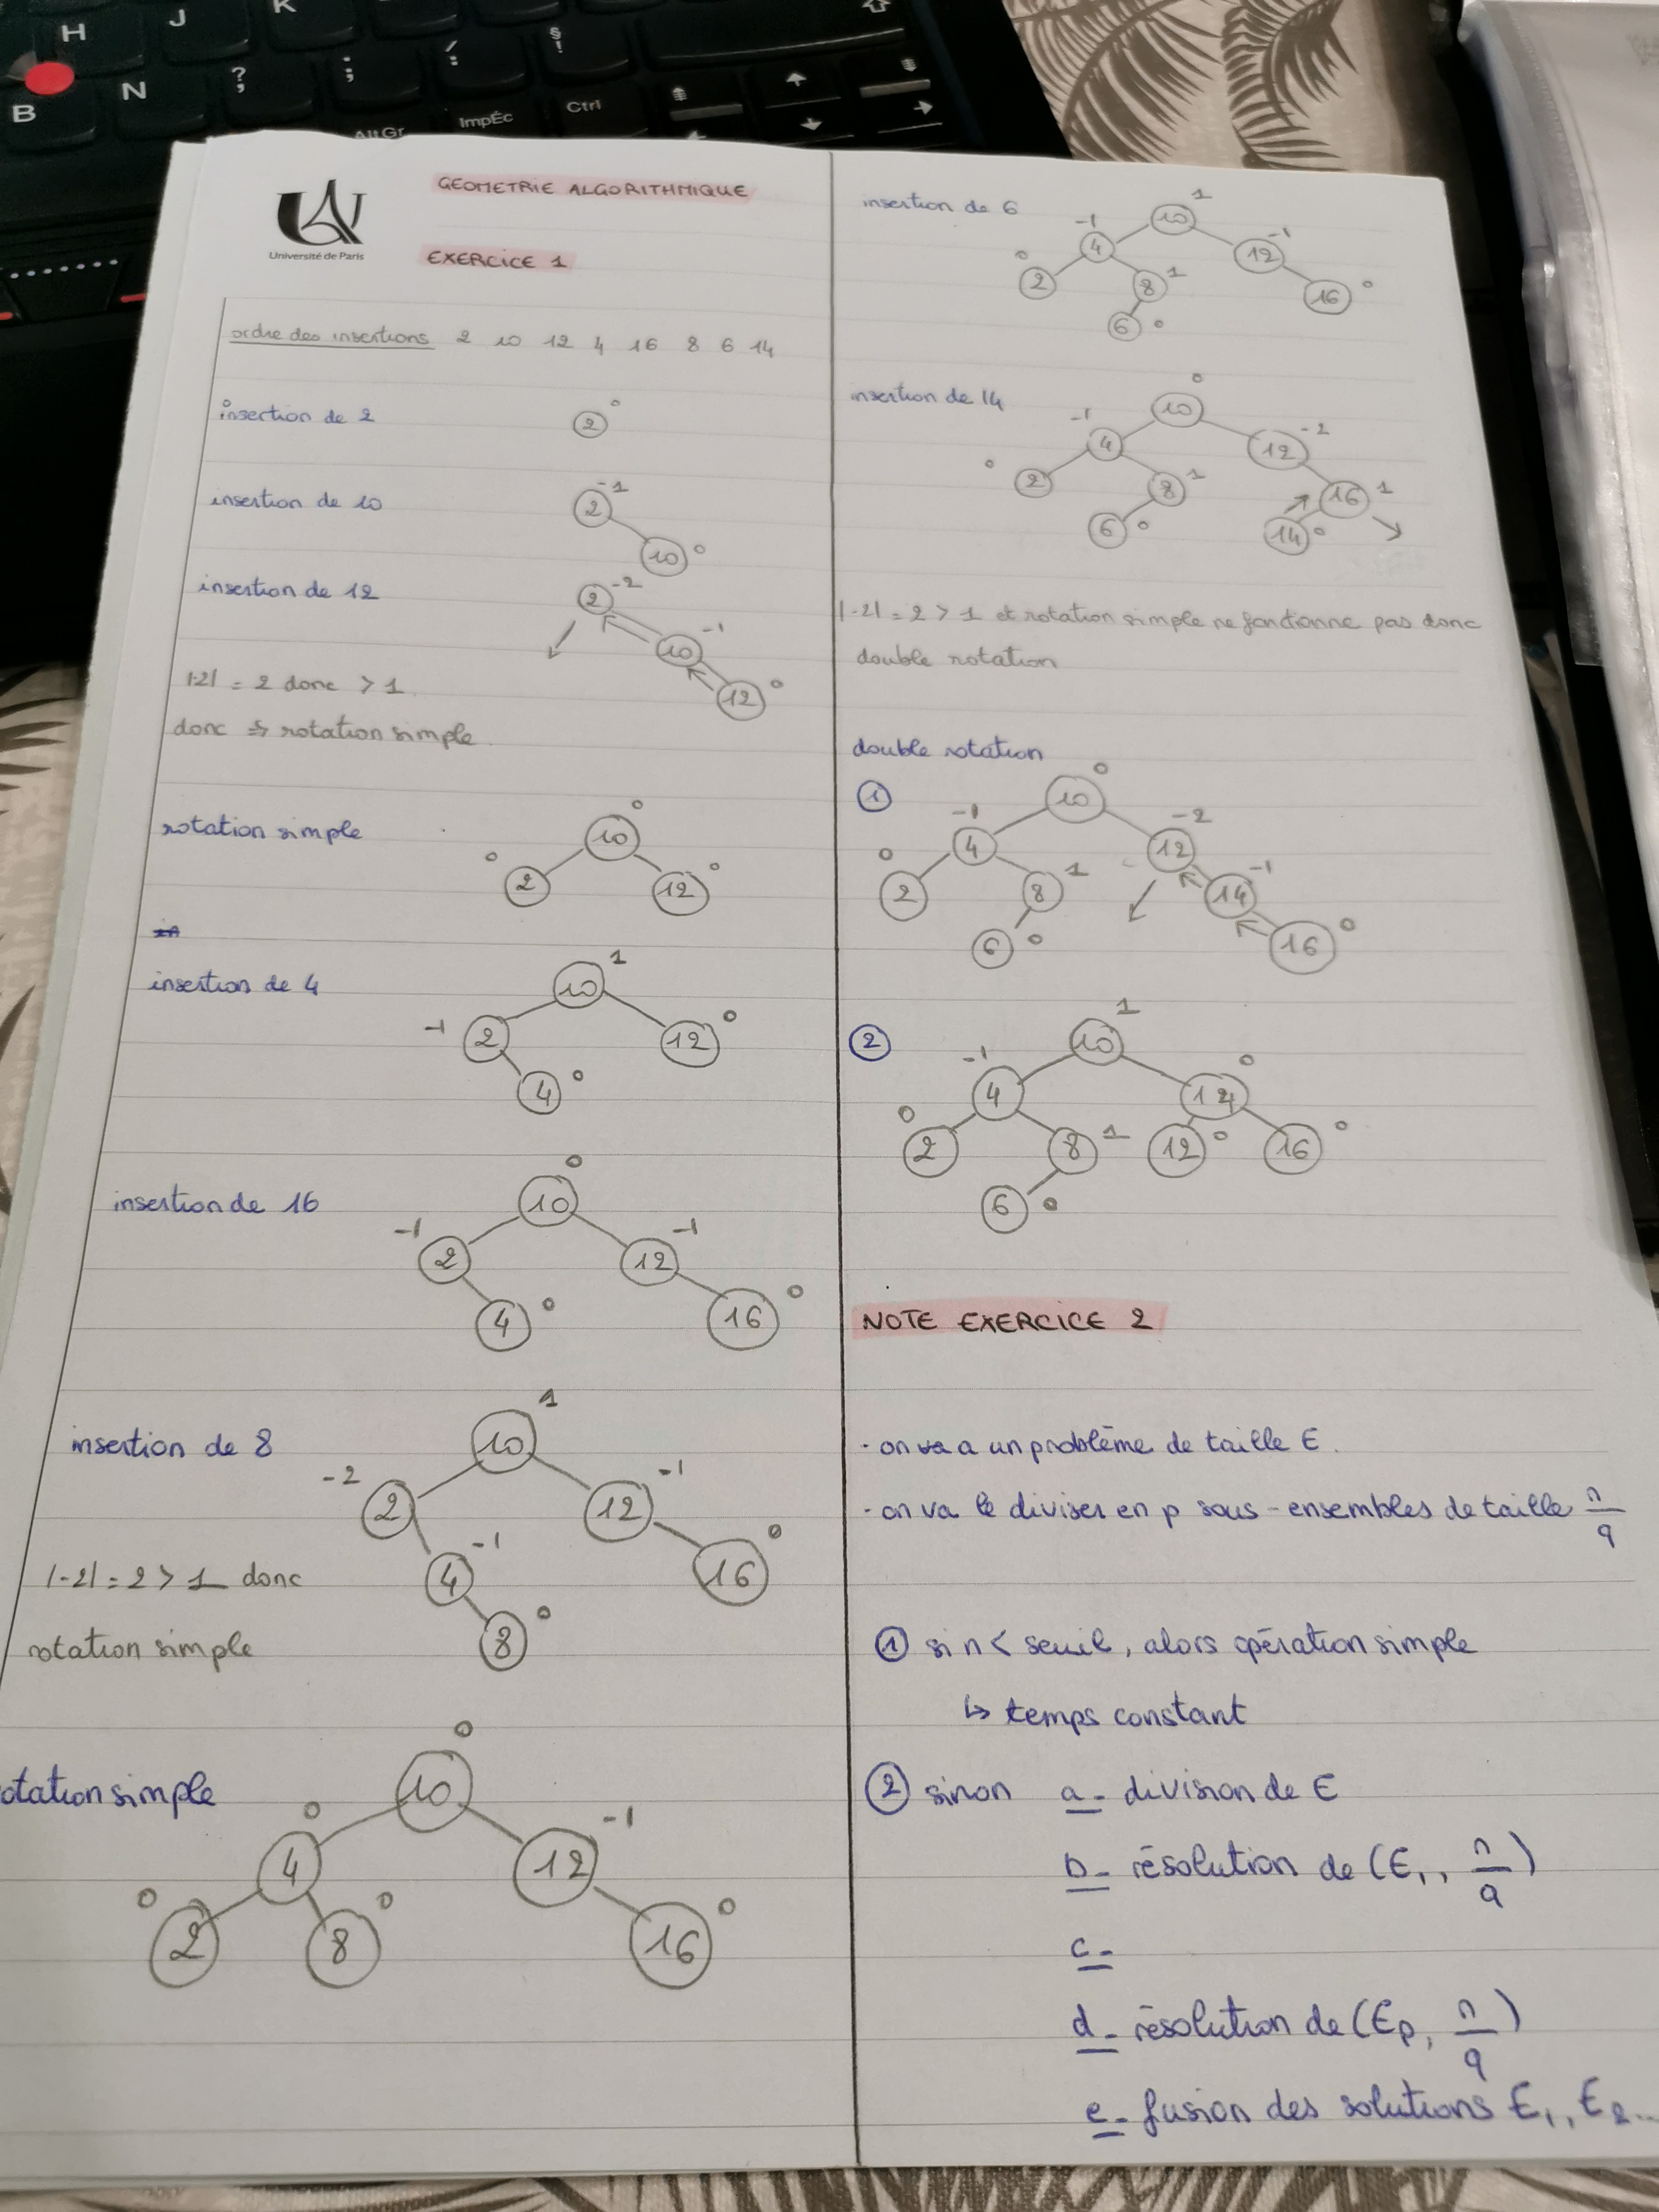 H
J
K
B
N
?
;
.
§
!
Alt Gr
ImpÉc
Ctrl
Université de Paris
GEOMETRIE ALGORITHMIQUE
EXERCICE 1
ordre des insertions 2 10 12 4 16 8 6 14
insertion de 2
2 0
insertion de 10
2 -1
10 0
insertion de 12
2 -2
10 -1
12 0
|-2| = 2 donc > 1
donc => rotation simple
rotation simple
10 0
0 2
12 0
insertion de 4
10 1
-1 2
12 0
4 0
insertion de 16
10 0
-1 2
12 -1
4 0
16 0
insertion de 8
10 1
-2 2
12 -1
4 -1
16 0
8 0
|-2| = 2 > 1 donc
rotation simple
otation simple
10 0
4 0
12 -1
0 2
8 0
16 0
insertion de 6
10 1
-1 4
12 -1
0 2
8 1
16 0
6 0
insertion de 14
10 0
-1 4
12 -2
0 2
8 1
16 1
6 0
14 0
|-2| = 2 > 1 et rotation simple ne fonctionne pas donc
double rotation
double rotation
1
10 0
-1 4
12 -2
0 2
8 1
14 -1
6 0
16 0
2
10 1
-1 4
14 0
0 2
8 1
12 0
16 0
6 0
NOTE EXERCICE 2
- on a un problème de taille E.
- on va le diviser en p sous-ensembles de taille n/q
1 si n < seuil, alors opération simple
↳ temps constant
2 sinon a- division de E
b- résolution de (E1, n/q)
c-
d- résolution de (Ep, n/q)
e- fusion des solutions E1, E2...